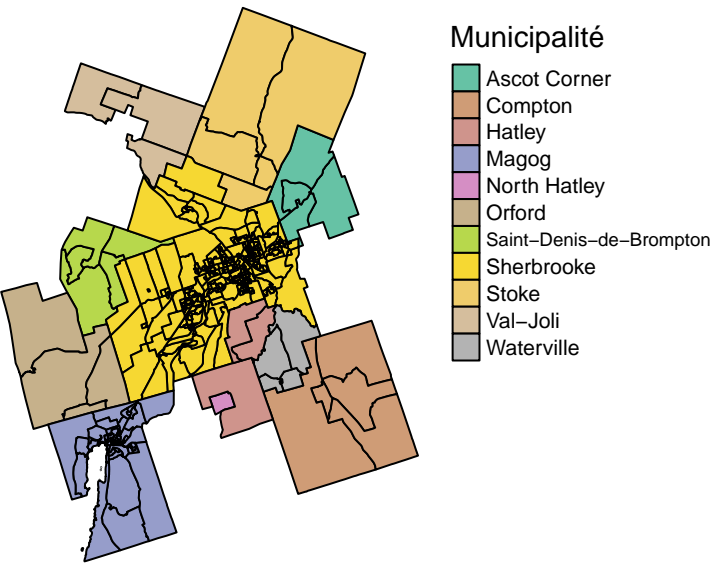 Municipalité
Ascot Corner
Compton
Hatley
Magog
North Hatley
Orford
Saint−Denis−de−Brompton
Sherbrooke
Stoke
Val−Joli
Waterville